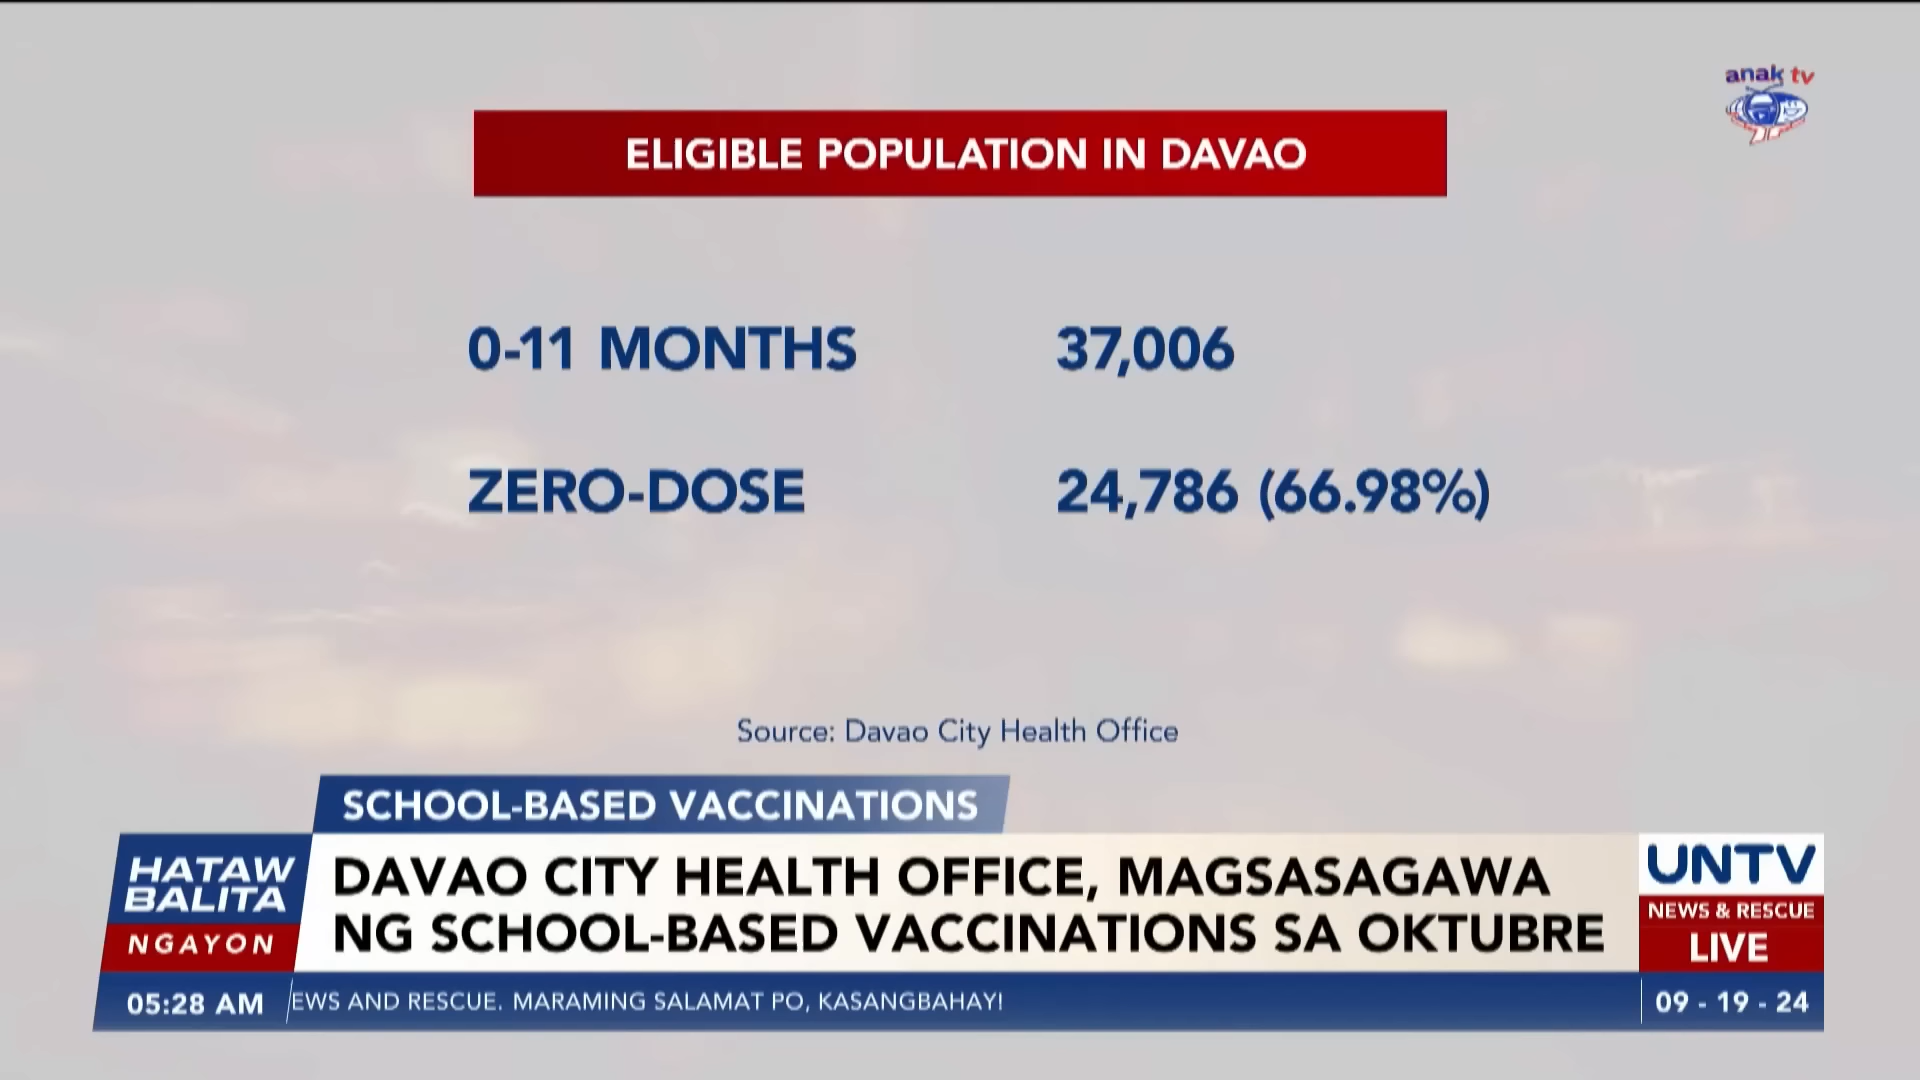 anak tv
ELIGIBLE POPULATION IN DAVAO
0-11 MONTHS 37,006
ZERO-DOSE 24,786 (66.98%)
Source: Davao City Health Office
SCHOOL-BASED VACCINATIONS
HATAW
BALITA
NGAYON
DAVAO CITY HEALTH OFFICE, MAGSASAGAWA
NG SCHOOL-BASED VACCINATIONS SA OKTUBRE
UNTV
NEWS & RESCUE
LIVE
05:28 AM
EWS AND RESCUE. MARAMING SALAMAT PO, KASANGBAHAY!
09 - 19 - 24